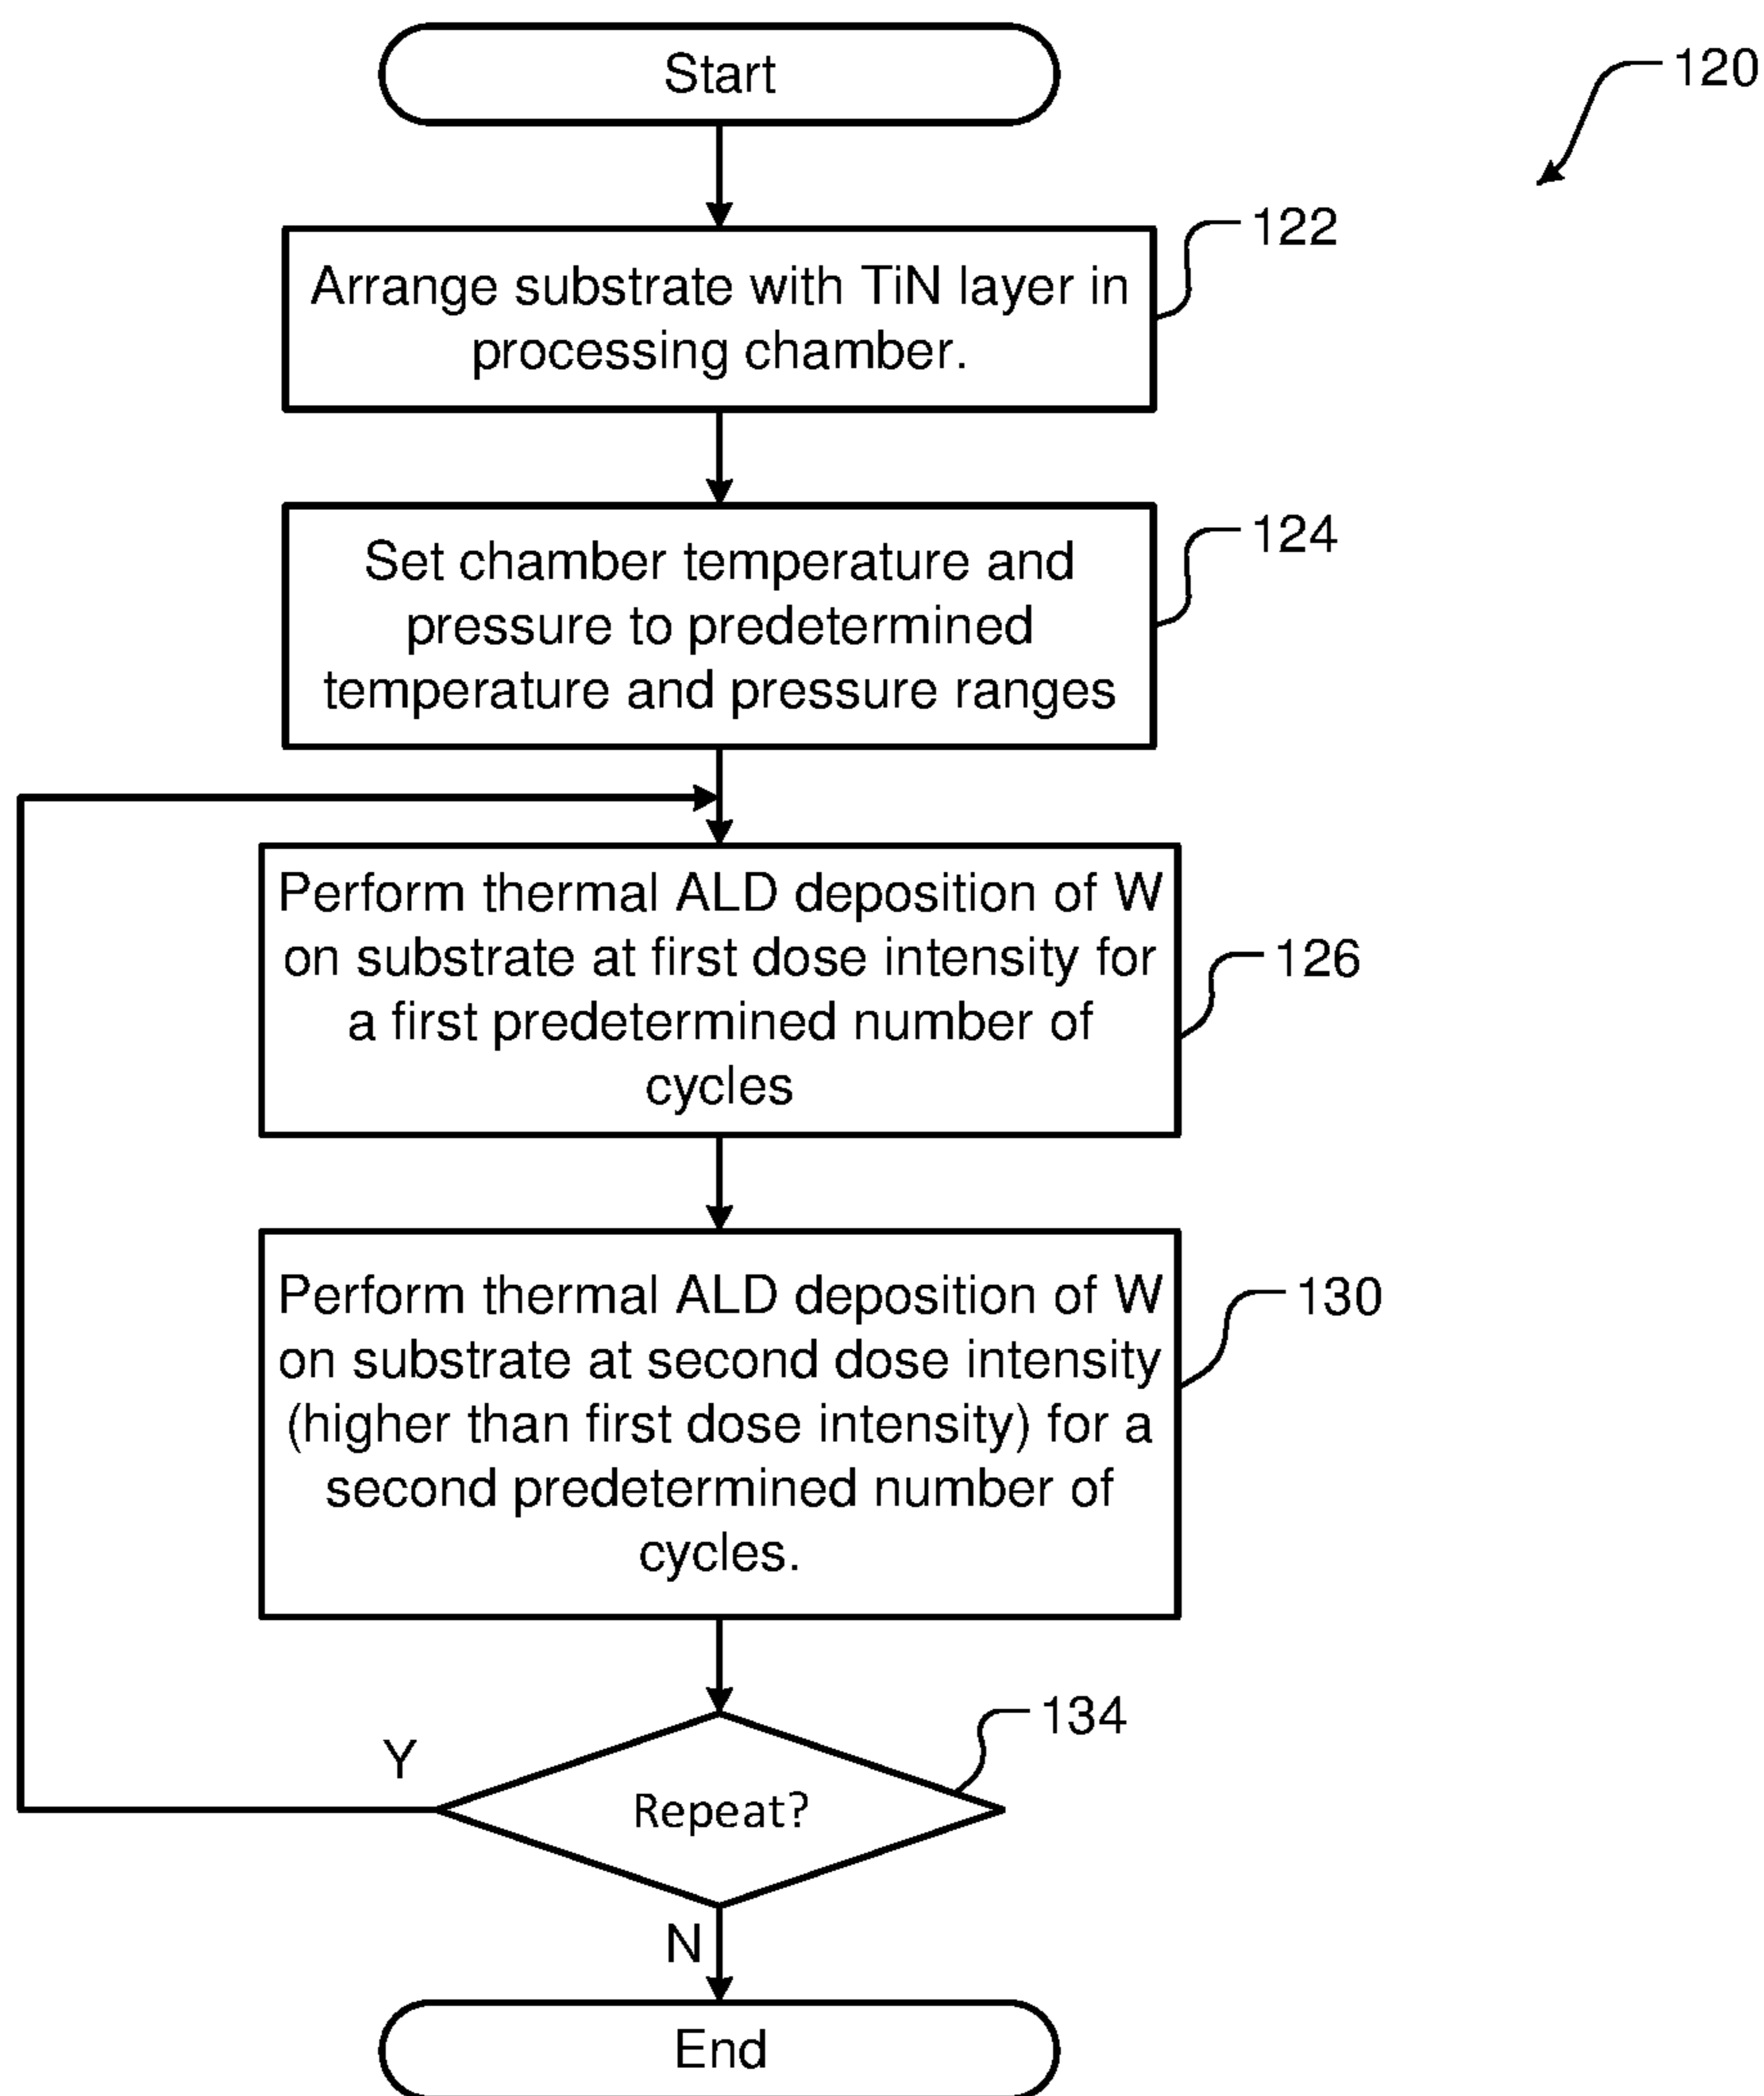 Start
120
122
Arrange substrate with TiN layer in
processing chamber.
124
Set chamber temperature and
pressure to predetermined
temperature and pressure ranges
Perform thermal ALD deposition of W
on substrate at first dose intensity for
a first predetermined number of
cycles
126
Perform thermal ALD deposition of W
on substrate at second dose intensity
(higher than first dose intensity) for a
second predetermined number of
cycles.
130
134
Y
Repeat?
N
End